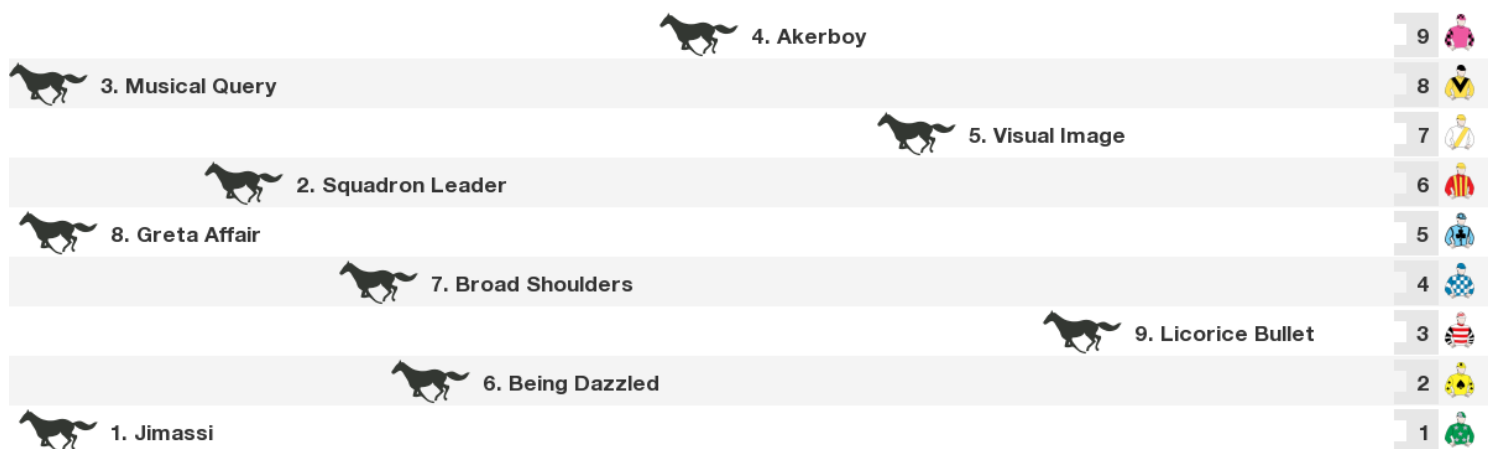 4. Akerboy 9
3. Musical Query 8
5. Visual Image 7
2. Squadron Leader 6
8. Greta Affair 5
7. Broad Shoulders 4
9. Licorice Bullet 3
6. Being Dazzled 2
1. Jimassi 1